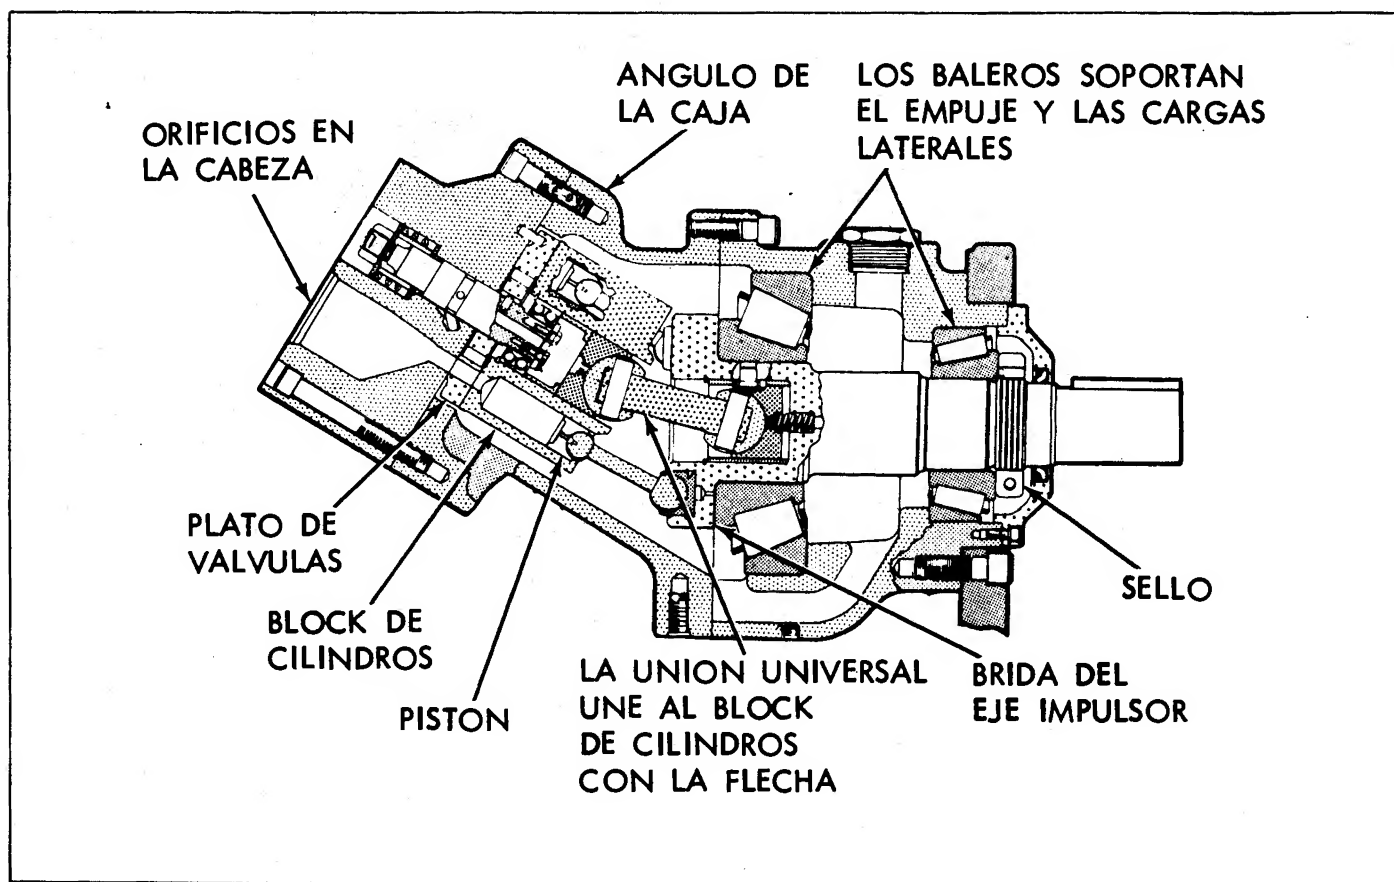 ANGULO DE
LA CAJA
LOS BALEROS SOPORTAN
EL EMPUJE Y LAS CARGAS
LATERALES
ORIFICIOS EN
LA CABEZA
PLATO DE
VALVULAS
BLOCK DE
CILINDROS
PISTON
LA UNION UNIVERSAL
UNE AL BLOCK
DE CILINDROS
CON LA FLECHA
BRIDA DEL
EJE IMPULSOR
SELLO